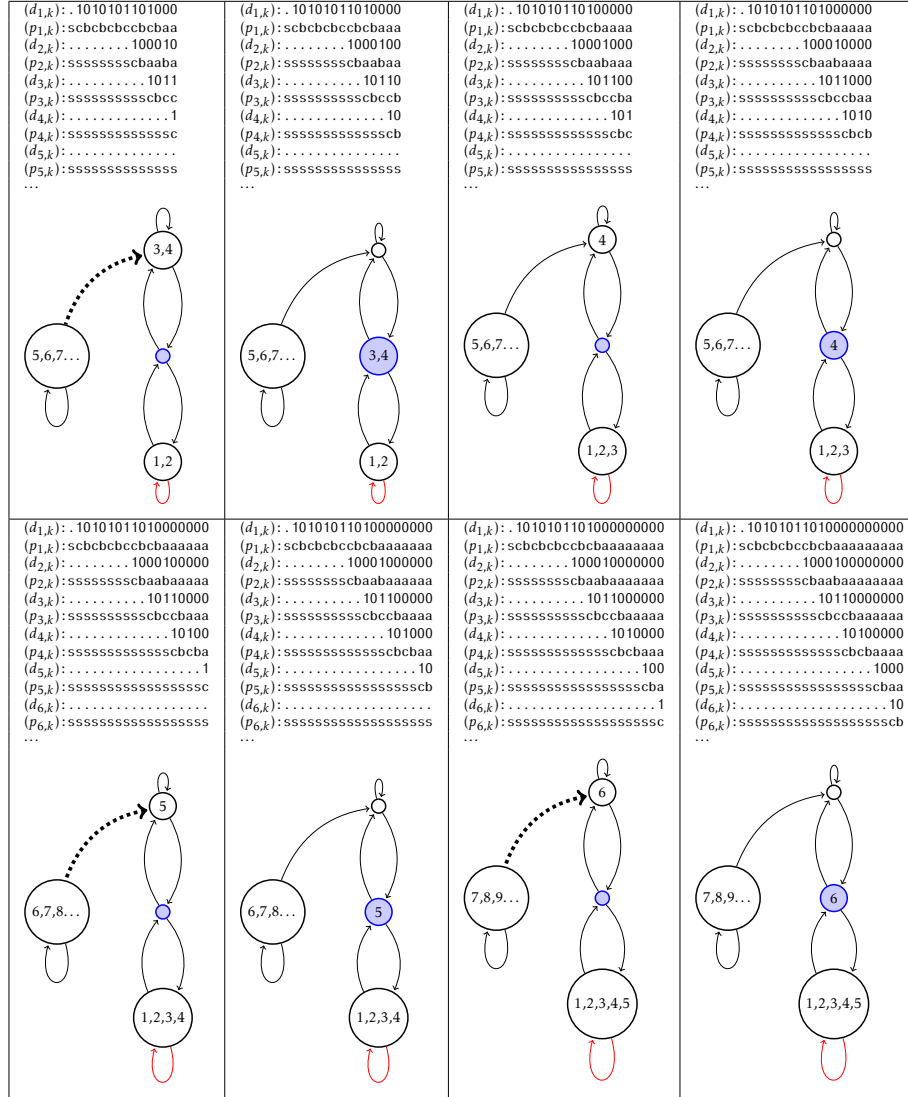 (d1,k):.1010101101000
(p1,k):scbcbcbccbcbaa
(d2,k):........100010
(p2,k):sssssssscbaaba
(d3,k):..........1011
(p3,k):sssssssssscbcc
(d4,k):.............1
(p4,k):sssssssssssssc
(d5,k):..............
(p5,k):ssssssssssssss
...
3,4
5,6,7...
1,2
(d1,k):.10101011010000
(p1,k):scbcbcbccbcbaaa
(d2,k):........1000100
(p2,k):sssssssscbaabaa
(d3,k):..........10110
(p3,k):sssssssssscbccb
(d4,k):.............10
(p4,k):ssssssssssssscb
(d5,k):...............
(p5,k):sssssssssssssss
...
5,6,7...
3,4
1,2
(d1,k):.101010110100000
(p1,k):scbcbcbccbcbaaaa
(d2,k):........10001000
(p2,k):sssssssscbaabaaa
(d3,k):..........101100
(p3,k):sssssssssscbccba
(d4,k):.............101
(p4,k):ssssssssssssscbc
(d5,k):................
(p5,k):ssssssssssssssss
...
4
5,6,7...
1,2,3
(d1,k):.1010101101000000
(p1,k):scbcbcbccbcbaaaaa
(d2,k):........100010000
(p2,k):sssssssscbaabaaaa
(d3,k):..........1011000
(p3,k):sssssssssscbccbaa
(d4,k):.............1010
(p4,k):ssssssssssssscbcb
(d5,k):.................
(p5,k):sssssssssssssssss
...
5,6,7...
4
1,2,3
(d1,k):.10101011010000000
(p1,k):scbcbcbccbcbaaaaaa
(d2,k):........1000100000
(p2,k):sssssssscbaabaaaaa
(d3,k):..........10110000
(p3,k):sssssssssscbccbaaa
(d4,k):.............10100
(p4,k):ssssssssssssscbcba
(d5,k):.................1
(p5,k):sssssssssssssssssc
(d6,k):..................
(p6,k):ssssssssssssssssss
...
5
6,7,8...
1,2,3,4
(d1,k):.101010110100000000
(p1,k):scbcbcbccbcbaaaaaaa
(d2,k):........10001000000
(p2,k):sssssssscbaabaaaaaa
(d3,k):..........101100000
(p3,k):sssssssssscbccbaaaa
(d4,k):.............101000
(p4,k):ssssssssssssscbcbaa
(d5,k):.................10
(p5,k):ssssssssssssssssscb
(d6,k):...................
(p6,k):sssssssssssssssssss
...
6,7,8...
5
1,2,3,4
(d1,k):.1010101101000000000
(p1,k):scbcbcbccbcbaaaaaaaa
(d2,k):........100010000000
(p2,k):sssssssscbaabaaaaaaa
(d3,k):..........1011000000
(p3,k):sssssssssscbccbaaaaa
(d4,k):.............1010000
(p4,k):ssssssssssssscbcbaaa
(d5,k):.................100
(p5,k):ssssssssssssssssscba
(d6,k):...................1
(p6,k):sssssssssssssssssssc
...
6
7,8,9...
1,2,3,4,5
(d1,k):.10101011010000000000
(p1,k):scbcbcbccbcbaaaaaaaaa
(d2,k):........1000100000000
(p2,k):sssssssscbaabaaaaaaaa
(d3,k):..........10110000000
(p3,k):sssssssssscbccbaaaaaa
(d4,k):.............10100000
(p4,k):ssssssssssssscbcbaaaa
(d5,k):.................1000
(p5,k):ssssssssssssssssscbaa
(d6,k):...................10
(p6,k):ssssssssssssssssssscb
...
7,8,9...
6
1,2,3,4,5